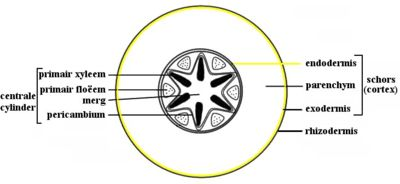 centrale
cylinder
primair xyleem
primair floëem
merg
pericambium
endodermis
parenchym
exodermis
rhizodermis
schors
(cortex)